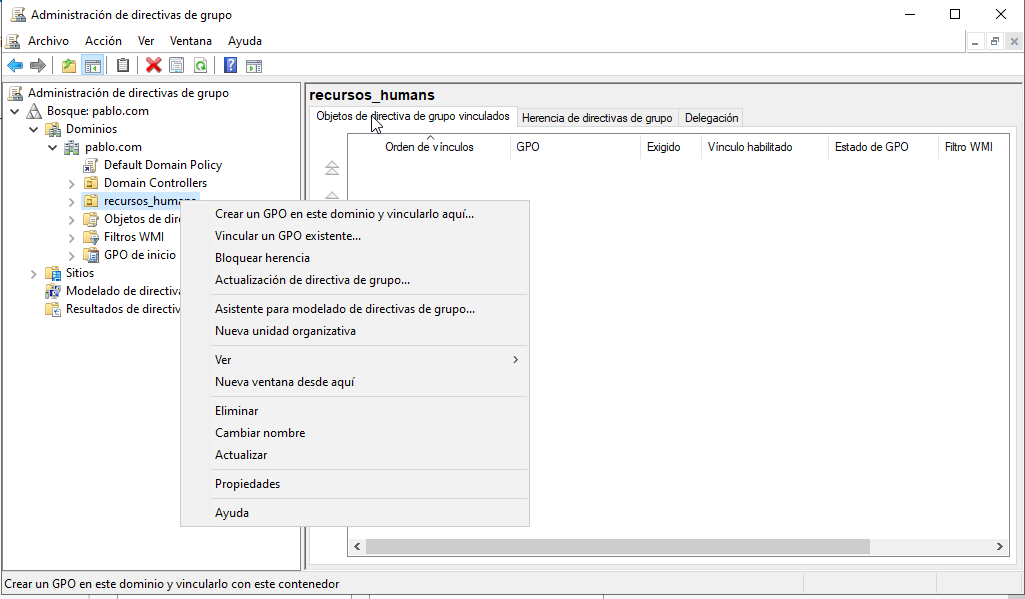 Administración de directivas de grupo
Archivo Acción Ver Ventana Ayuda
Administración de directivas de grupo
Bosque: pablo.com
Dominios
pablo.com
Default Domain Policy
Domain Controllers
recursos_humans
Objetos de dire
Filtros WMI
GPO de inicio
Sitios
Modelado de directiva
Resultados de directiv
recursos_humans
Objetos de directiva de grupo vinculados Herencia de directivas de grupo Delegación
Orden de vínculos GPO Exigido Vínculo habilitado Estado de GPO Filtro WMI
Crear un GPO en este dominio y vincularlo aquí...
Vincular un GPO existente...
Bloquear herencia
Actualización de directiva de grupo...
Asistente para modelado de directivas de grupo...
Nueva unidad organizativa
Ver
Nueva ventana desde aquí
Eliminar
Cambiar nombre
Actualizar
Propiedades
Ayuda
Crear un GPO en este dominio y vincularlo con este contenedor